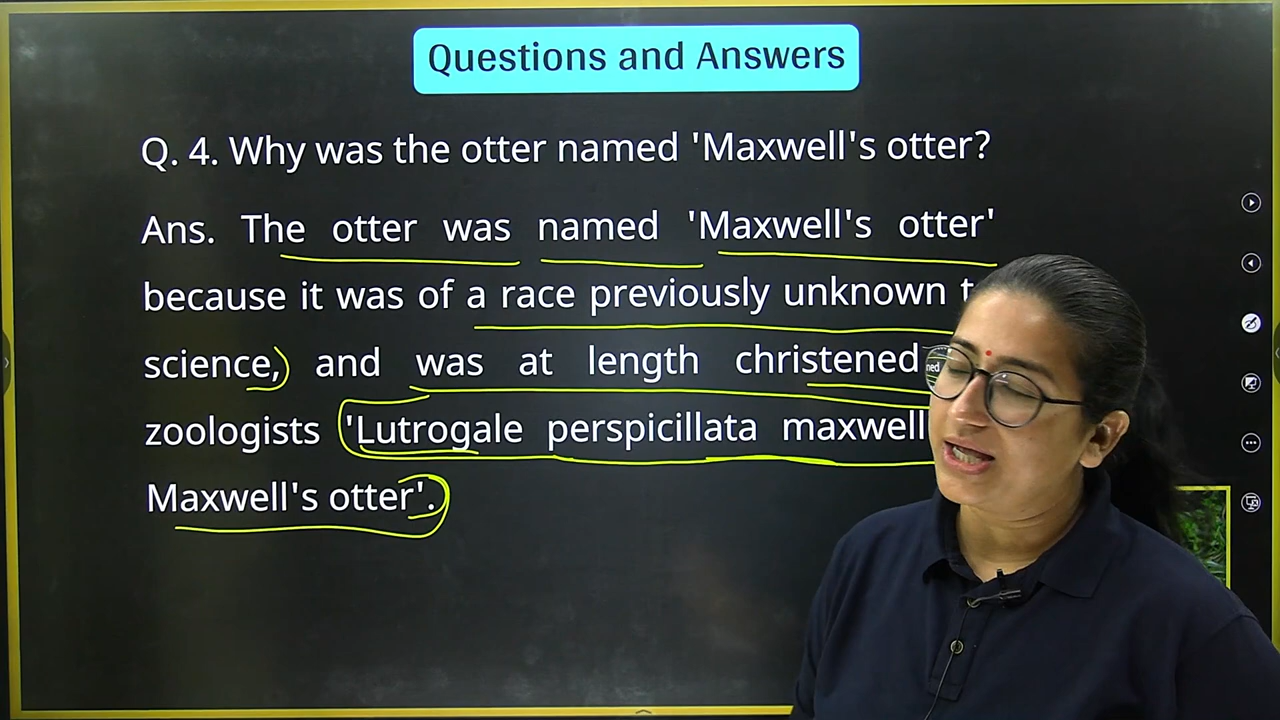 Questions and Answers
Q. 4. Why was the otter named 'Maxwell's otter?
Ans. The otter was named 'Maxwell's otter'
because it was of a race previously unknown
science, and was at length christened
zoologists 'Lutrogale perspicillata
Maxwell's otter'.